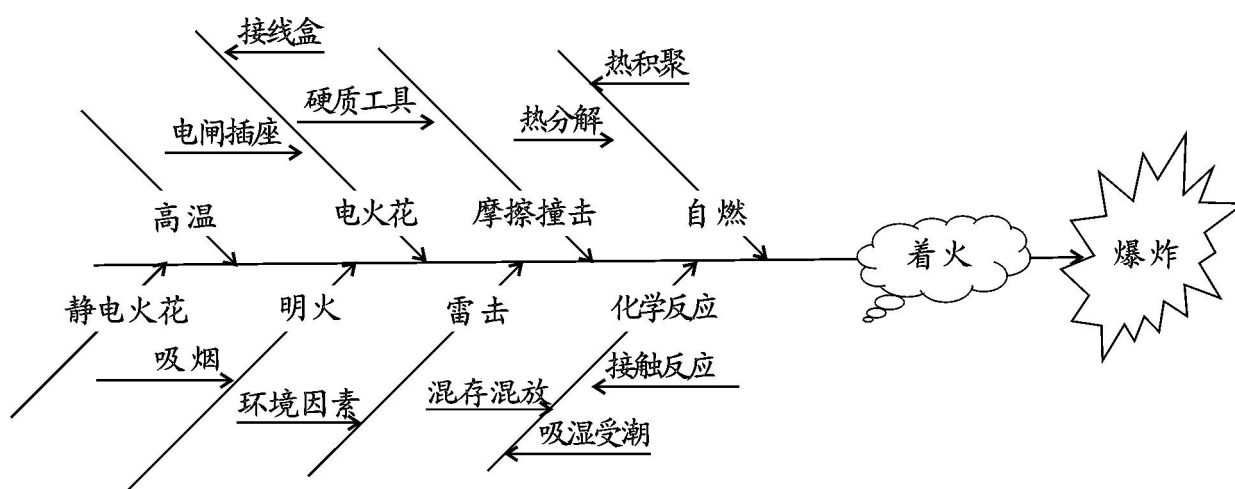 接线盒
热积聚
硬质工具
热分解
电闸插座
高温
电火花
摩擦撞击
自燃
着火
爆炸
静电火花
明火
雷击
化学反应
吸烟
接触反应
环境因素
混存混放
吸湿受潮